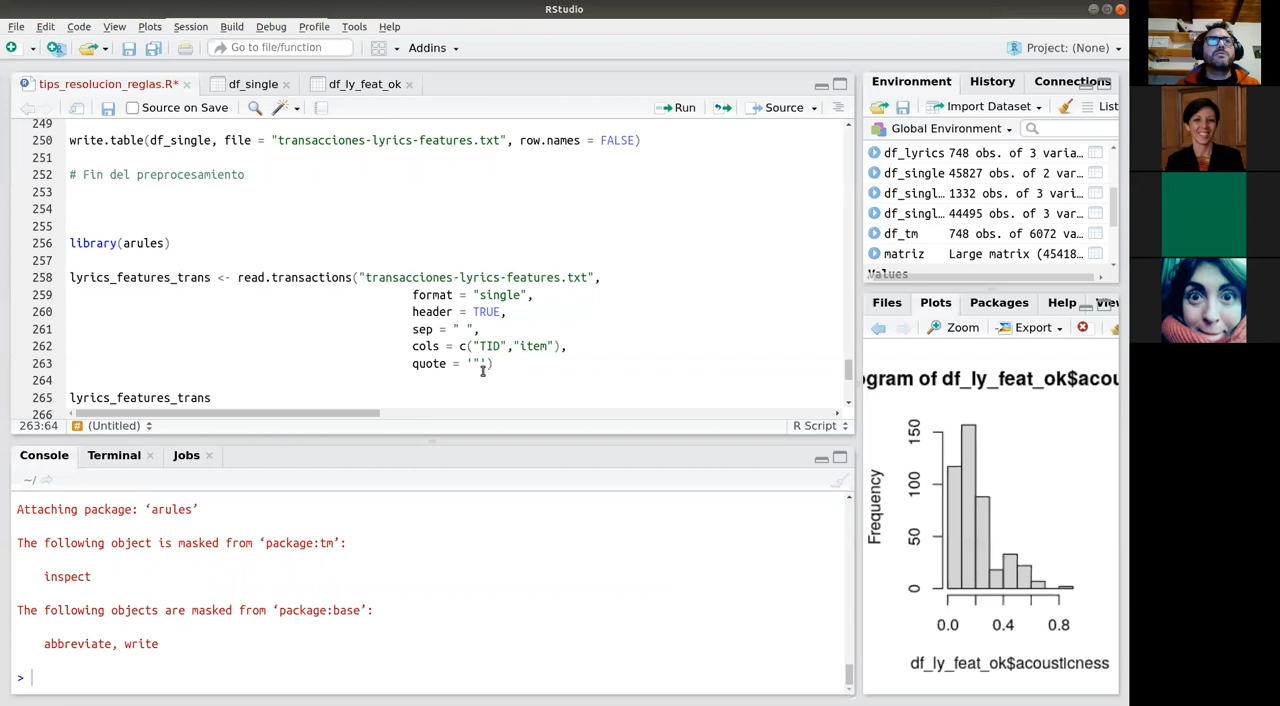 RStudio
File Edit Code View Plots Session Build Debug Profile Tools Help
Go to file/function Addins Project: (None)
tips_resolucion_reglas.R* df_single df_ly_feat_ok
Source on Save Run Source
249
250 write.table(df_single, file = "transacciones-lyrics-features.txt", row.names = FALSE)
251
252 # Fin del preprocesamiento
253
254
255
256 library(arules)
257
258 lyrics_features_trans <- read.transactions("transacciones-lyrics-features.txt",
259 format = "single",
260 header = TRUE,
261 sep = " ",
262 cols = c("TID","item"),
263 quote = '"')
264
265 lyrics_features_trans
266
263:64 (Untitled) R Script
Console Terminal Jobs
~/
Attaching package: ‘arules’
The following object is masked from ‘package:tm’:
inspect
The following objects are masked from ‘package:base’:
abbreviate, write
>
Environment History Connections
Import Dataset List
Global Environment
df_lyrics 748 obs. of 3 varia…
df_single 45827 obs. of 2 var…
df_singl… 1332 obs. of 3 vari…
df_singl… 44495 obs. of 3 var…
df_tm 748 obs. of 6072 va…
matriz Large matrix (45418…
Values
Files Plots Packages Help View
Zoom Export
gram of df_ly_feat_ok$acou
Frequency
150
100
50
0
0.0 0.4 0.8
df_ly_feat_ok$acousticness